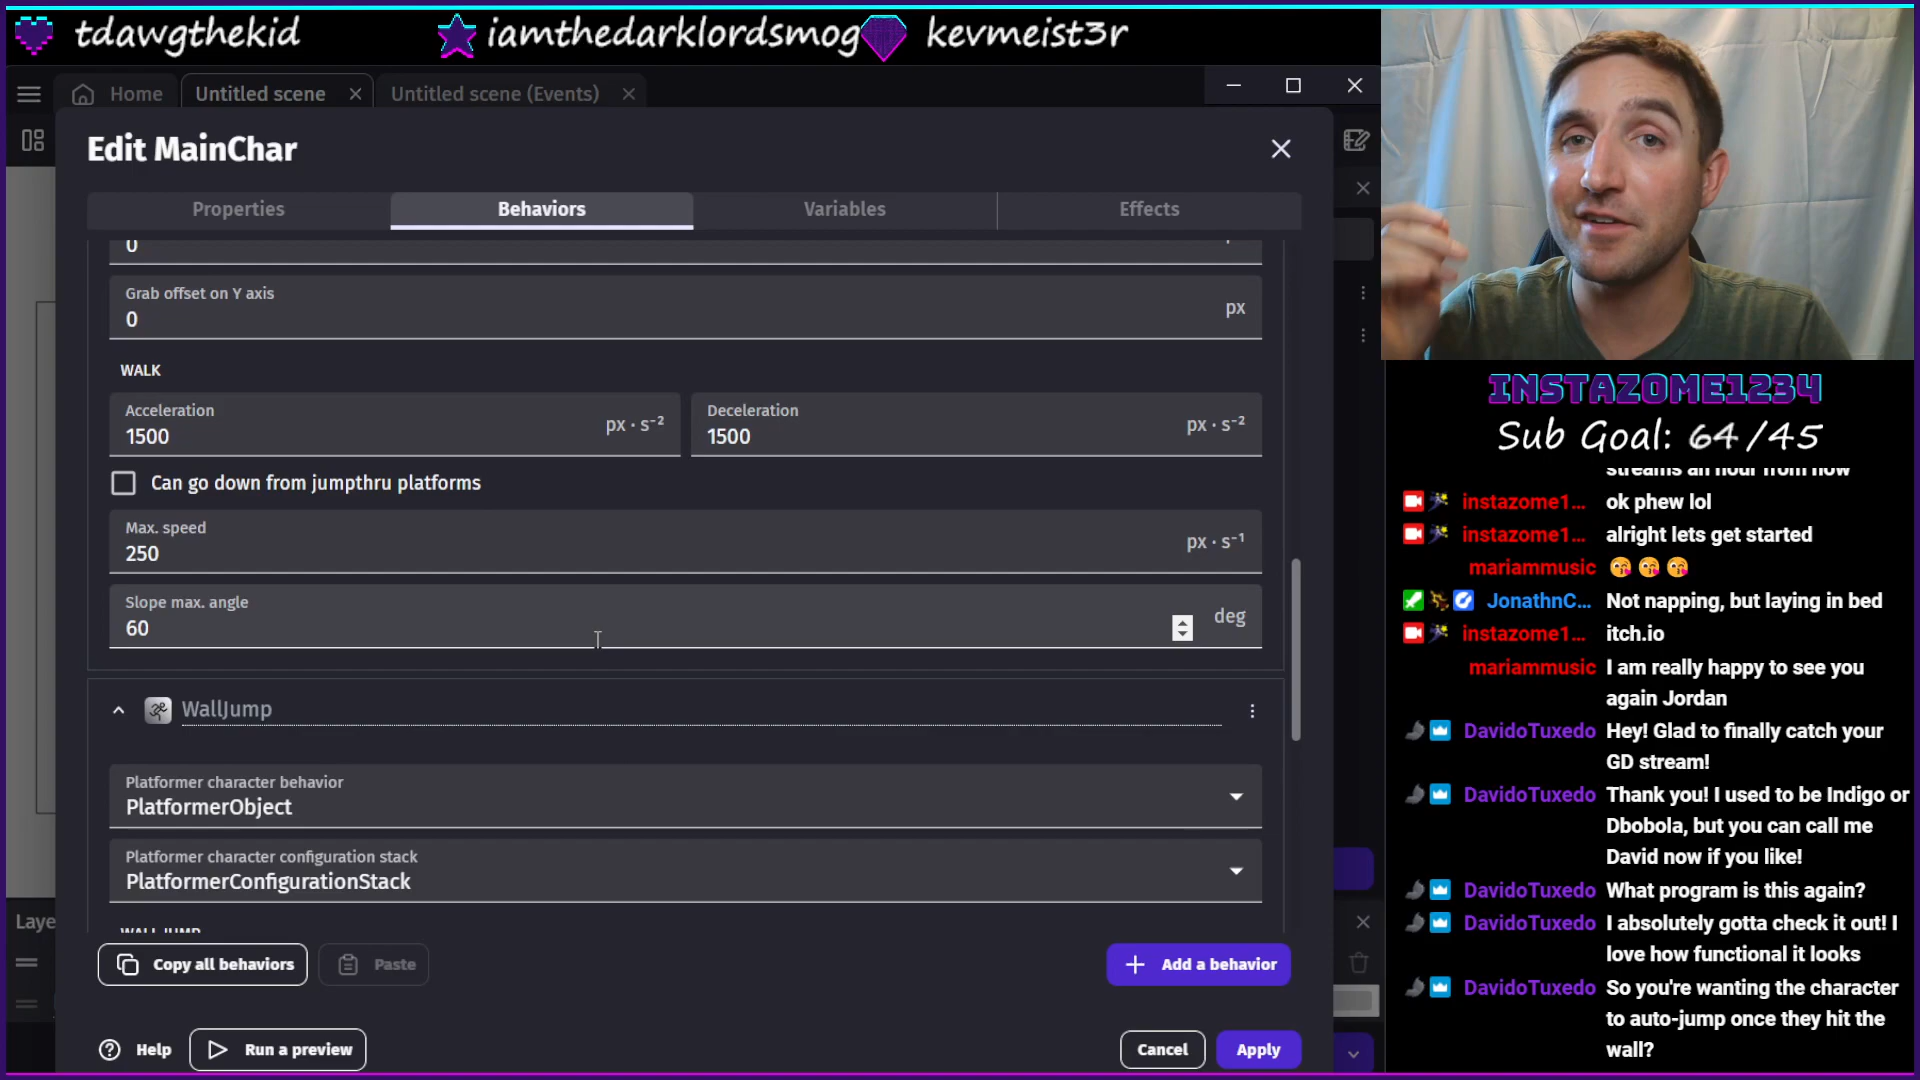 tdawgthekid
iamthedarklordsmog
kevmeist3r
Home
Untitled scene
Untitled scene (Events)
Edit MainChar
Properties
Behaviors
Variables
Effects
0
Grab offset on Y axis
0
px
WALK
Acceleration
1500
px · s⁻²
Deceleration
1500
px · s⁻²
Can go down from jumpthru platforms
Max. speed
250
px · s⁻¹
Slope max. angle
60
deg
WallJump
Platformer character behavior
PlatformerObject
Platformer character configuration stack
PlatformerConfigurationStack
WALL JUMP
Laye
Copy all behaviors
Paste
Add a behavior
Help
Run a preview
Cancel
Apply
INSTAZOME1234
Sub Goal: 64/45
streams an hour from now
instazome1... ok phew lol
instazome1... alright lets get started
mariammusic 😘 😘 😘
JonathnC... Not napping, but laying in bed
instazome1... itch.io
mariammusic I am really happy to see you
again Jordan
DavidoTuxedo Hey! Glad to finally catch your
GD stream!
DavidoTuxedo Thank you! I used to be Indigo or
Dbobola, but you can call me
David now if you like!
DavidoTuxedo What program is this again?
DavidoTuxedo I absolutely gotta check it out! I
love how functional it looks
DavidoTuxedo So you're wanting the character
to auto-jump once they hit the
wall?